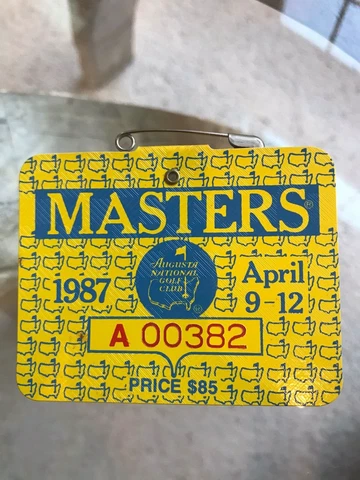 MASTERS®
1987
AUGUSTA
NATIONAL
GOLF
CLUB
®
April
9-12
A 00382
PRICE $85